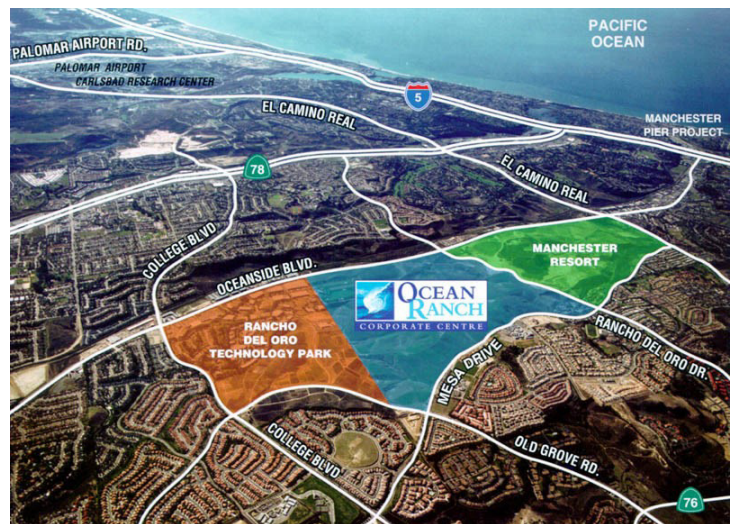 PACIFIC
OCEAN
PALOMAR AIRPORT RD.
PALOMAR AIRPORT
CARLSBAD RESEARCH CENTER
5
EL CAMINO REAL
MANCHESTER
PIER PROJECT
78
EL CAMINO REAL
COLLEGE BLVD
OCEANSIDE BLVD.
MANCHESTER
RESORT
OCEAN
RANCH
CORPORATE CENTRE
RANCHO
DEL ORO
TECHNOLOGY PARK
RANCHO DEL ORO DR.
MESA DRIVE
COLLEGE BLVD
OLD GROVE RD.
76